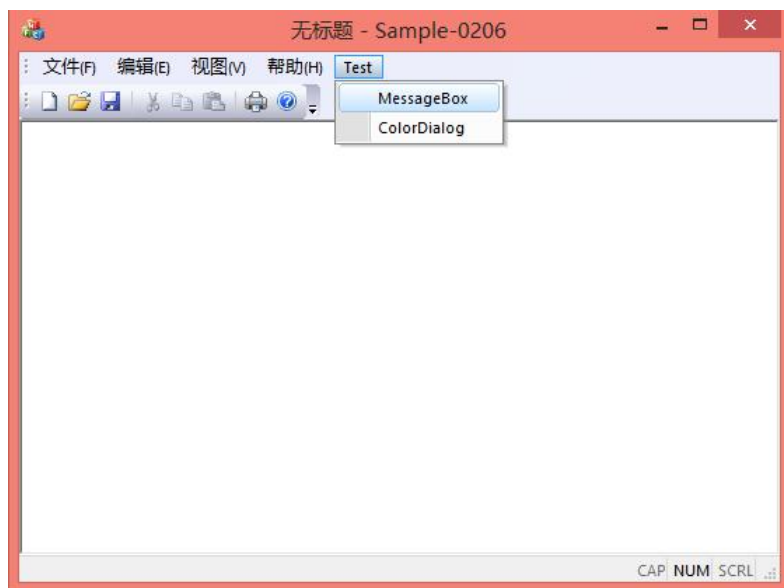 无标题 - Sample-0206
文件(F) 编辑(E) 视图(V) 帮助(H) Test
MessageBox
ColorDialog
CAP NUM SCRL